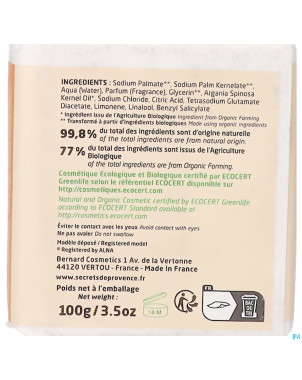 INGREDIENTS : Sodium Palmate**, Sodium Palm Kernelate**,
Aqua (Water), Parfum (Fragrance), Glycerin**, Argania Spinosa
Kernel Oil*, Sodium Chloride, Citric Acid, Tetrasodium Glutamate
Diacetate, Limonene, Linalool, Benzyl Salicylate
* Ingrédient issu de l'Agriculture Biologique Ingredient from Organic Farming
** Transformé à partir d'ingrédients biologiques Made using organic ingredients
99,8% du total des ingrédients sont d'origine naturelle
of the total ingredients are from natural origin.
77% du total des ingrédients sont issus de l'Agriculture
Biologique
of the total ingredients are from Organic Farming.
Cosmétique Ecologique et Biologique certifié par ECOCERT
Greenlife selon le référentiel ECOCERT disponible sur
http://cosmetiques.ecocert.com
Natural and Organic Cosmetic certified by ECOCERT Greenlife
according to ECOCERT Standard available at
http://cosmetics.ecocert.com
Eviter le contact avec les yeux Avoid contact with eyes
Ne pas avaler Do not swallow
Modèle déposé / Registered model
® Registered by ALNA
Bernard Cosmetics 1 Av. de la Vertonne
44120 VERTOU - France - Made in France
www.secretsdeprovence.com
Poids net à l'emballage
Net weight :
100g/3.5oz
BAC
DE TRI